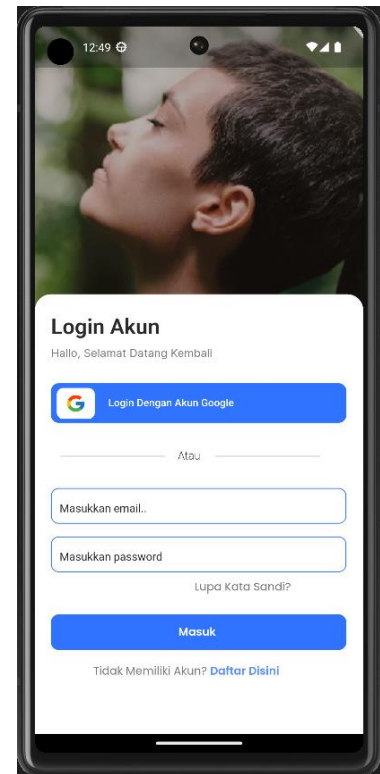 12:49
Login Akun
Hallo, Selamat Datang Kembali
G Login Dengan Akun Google
Atau
Masukkan email..
Masukkan password
Lupa Kata Sandi?
Masuk
Tidak Memiliki Akun? Daftar Disini